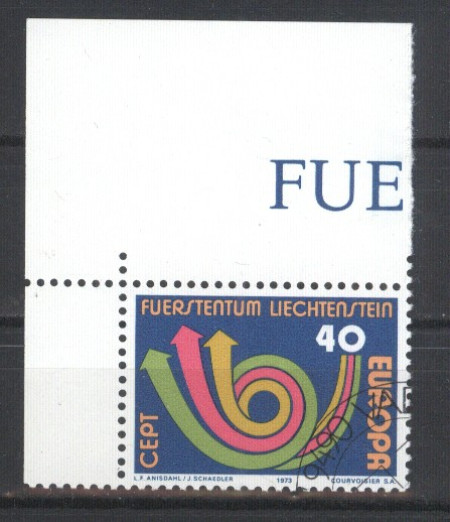 FUE
FUERSTENTUM LIECHTENSTEIN
40
EUROPA
CEPT
L.F. ANISDAHL/J. SCHAEDLER
1973
COURVOISIER S.A.